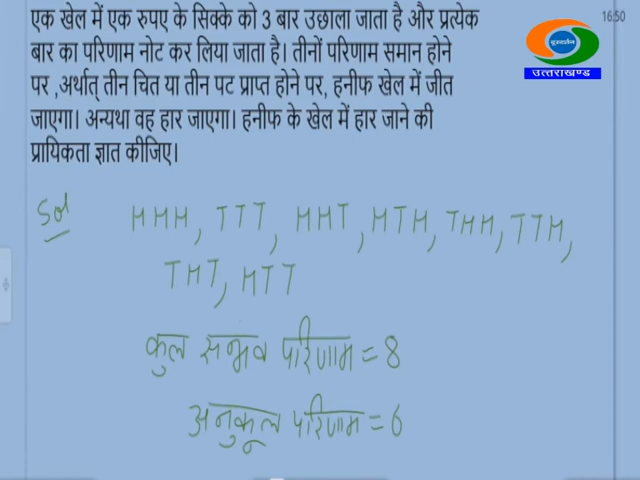 एक खेल में एक रुपए के सिक्के को 3 बार उछाला जाता है और प्रत्येक
बार का परिणाम नोट कर लिया जाता है। तीनों परिणाम समान होने
पर ,अर्थात् तीन चित या तीन पट प्राप्त होने पर, हनीफ खेल में जीत
जाएगा। अन्यथा वह हार जाएगा। हनीफ के खेल में हार जाने की
प्रायिकता ज्ञात कीजिए।
16:50
दूरदर्शन
उत्तराखण्ड
Sol
HHH, TTT, HHT, HTH, THH, TTH,
THT, HTT
कुल सम्भव परिणाम = 8
अनुकूल परिणाम = 6